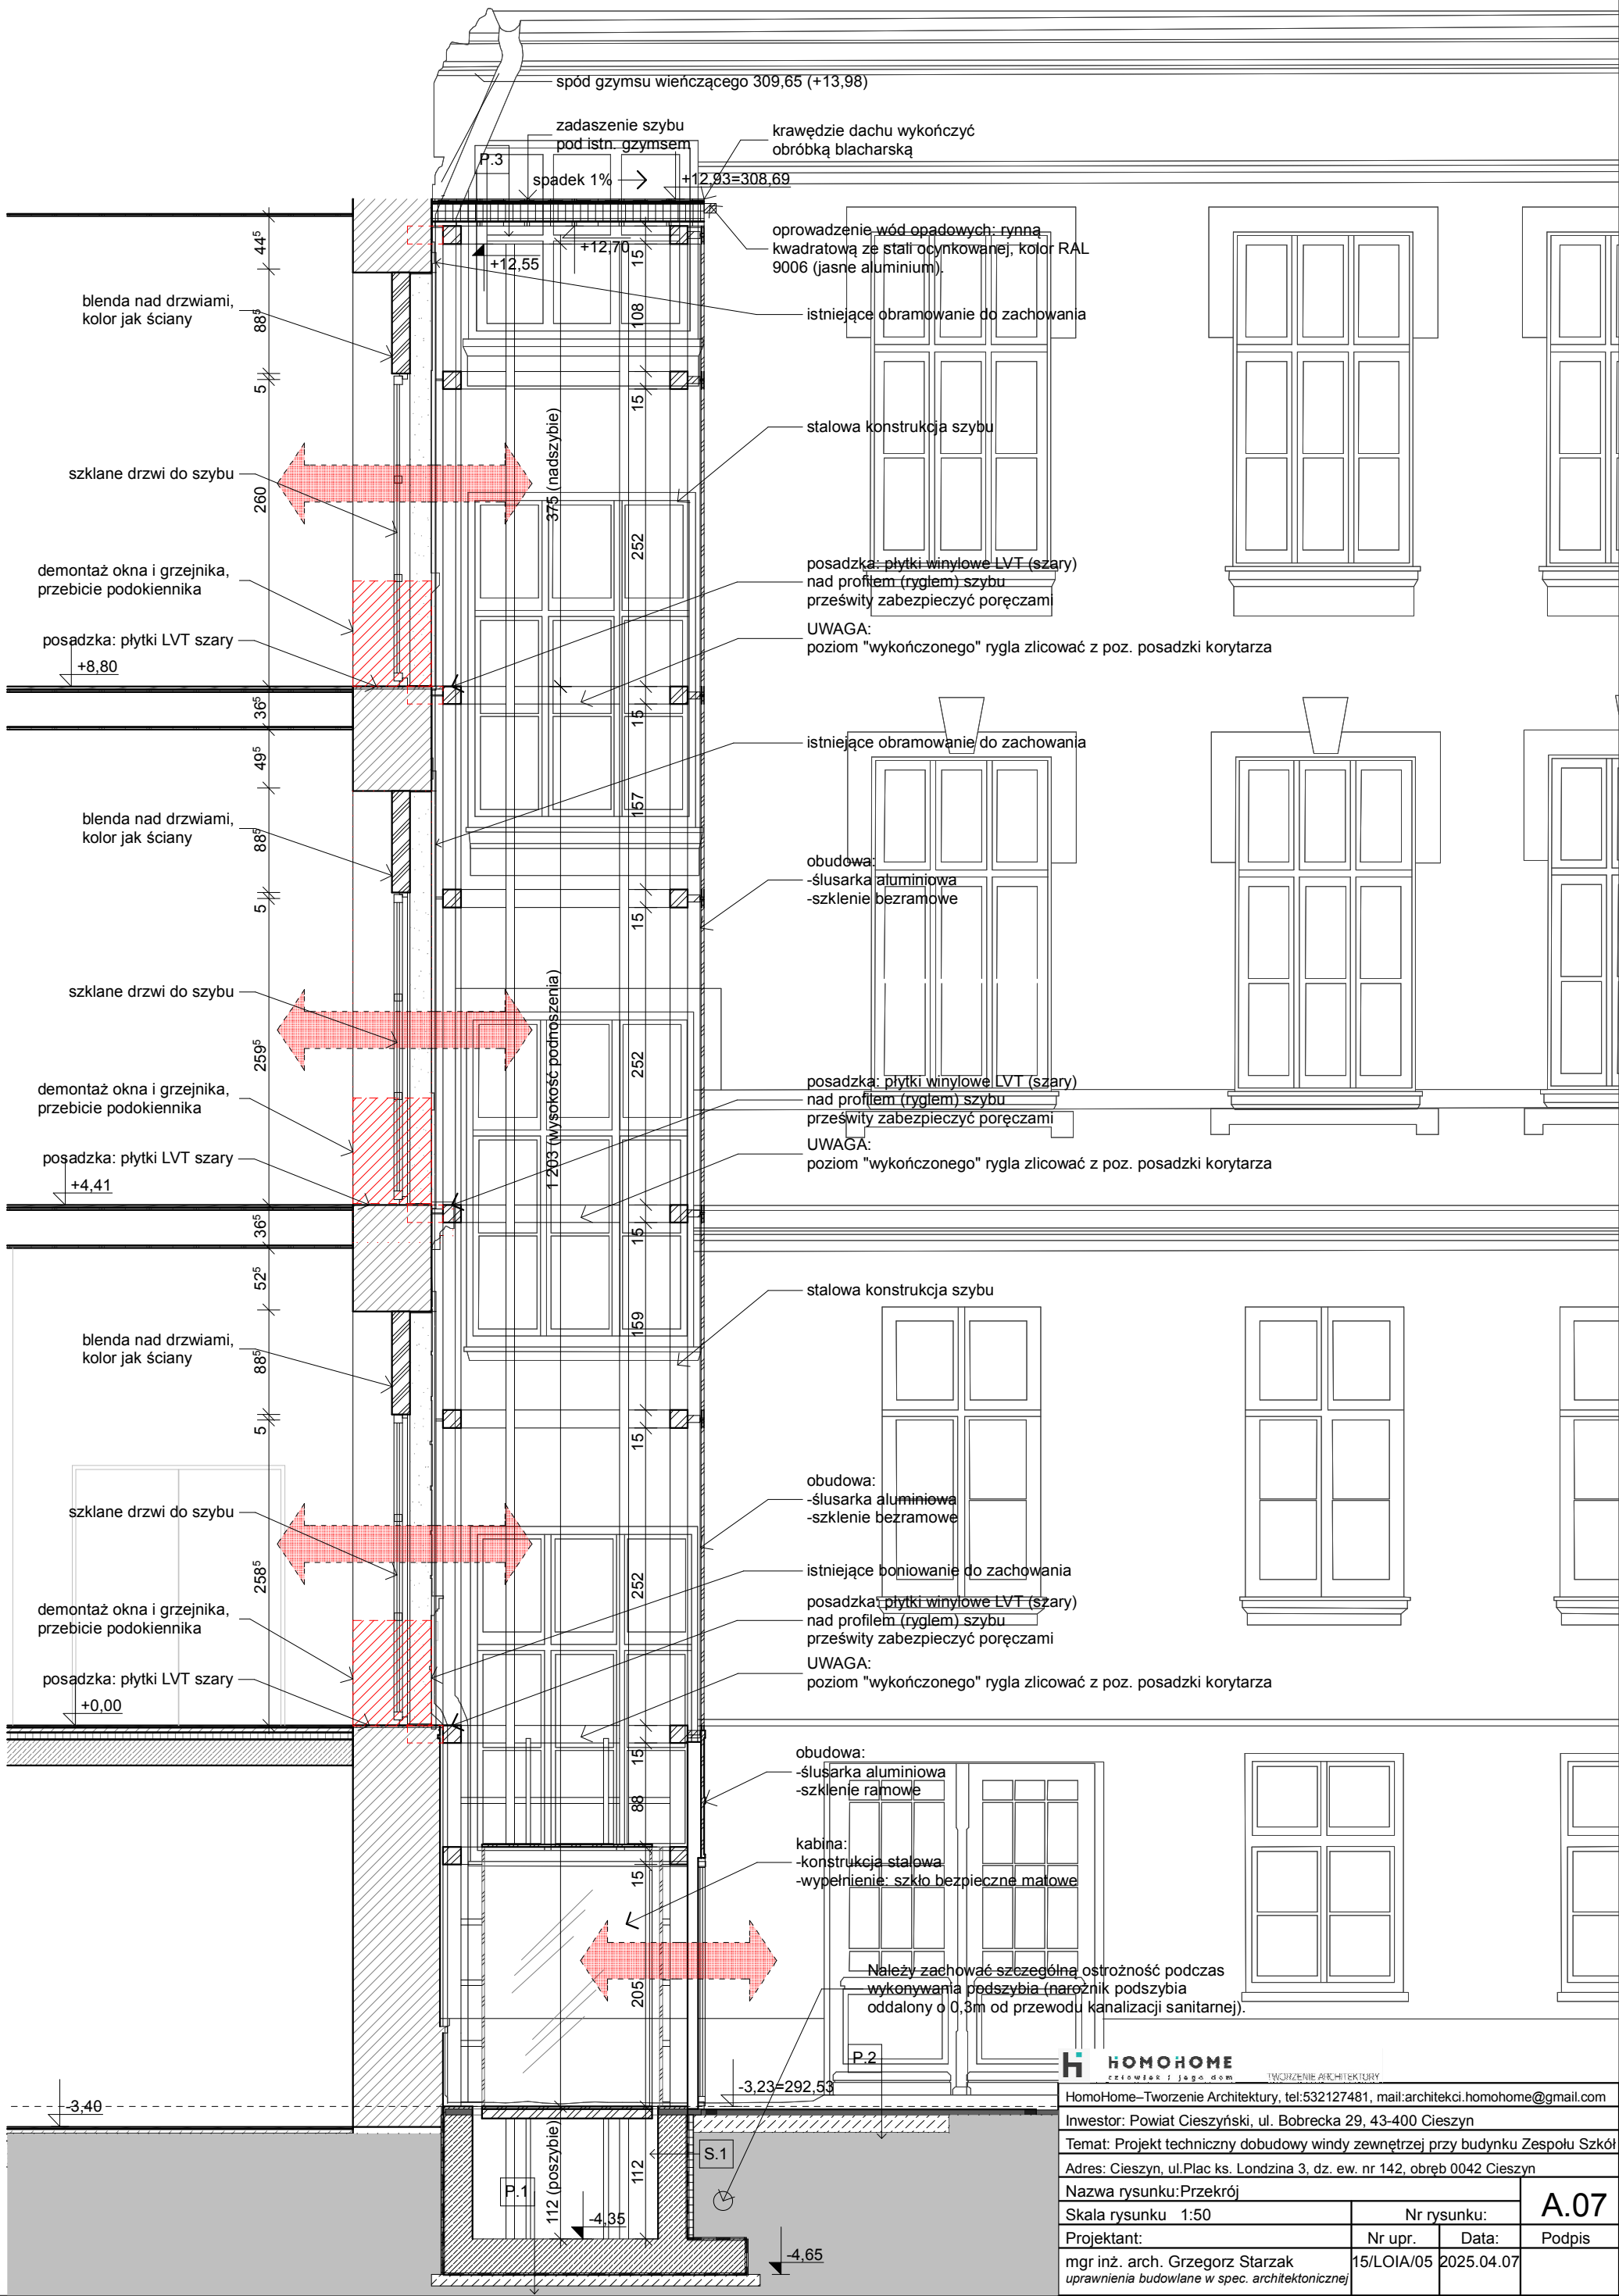 spód gzymsu wieńczącego 309,65 (+13,98)
zadaszenie szybu
pod istn. gzymsem
krawędzie dachu wykończyć
obróbką blacharską
P.3
spadek 1%
+12,93=308,69
oprowadzenie wód opadowych: rynną
kwadratową ze stali ocynkowanej, kolor RAL
9006 (jasne aluminium).
+12,70
+12,55
15
44⁵
blenda nad drzwiami,
kolor jak ściany
88⁵
108
istniejące obramowanie do zachowania
5
15
375 (nadszybie)
stalowa konstrukcja szybu
szklane drzwi do szybu
260
252
demontaż okna i grzejnika,
przebicie podokiennika
posadzka: płytki winylowe LVT (szary)
nad profilem (ryglem) szybu
prześwity zabezpieczyć poręczami
posadzka: płytki LVT szary
+8,80
UWAGA:
poziom "wykończonego" rygla zlicować z poz. posadzki korytarza
36⁵
15
49⁵
istniejące obramowanie do zachowania
157
blenda nad drzwiami,
kolor jak ściany
88⁵
obudowa:
-ślusarka aluminiowa
-szklenie bezramowe
5
15
1 203 (wysokość podnoszenia)
szklane drzwi do szybu
259⁵
252
demontaż okna i grzejnika,
przebicie podokiennika
posadzka: płytki winylowe LVT (szary)
nad profilem (ryglem) szybu
prześwity zabezpieczyć poręczami
posadzka: płytki LVT szary
+4,41
UWAGA:
poziom "wykończonego" rygla zlicować z poz. posadzki korytarza
36⁵
15
52⁵
stalowa konstrukcja szybu
159
blenda nad drzwiami,
kolor jak ściany
88⁵
5
15
obudowa:
-ślusarka aluminiowa
-szklenie bezramowe
szklane drzwi do szybu
258⁵
252
istniejące boniowanie do zachowania
demontaż okna i grzejnika,
przebicie podokiennika
posadzka: płytki winylowe LVT (szary)
nad profilem (ryglem) szybu
prześwity zabezpieczyć poręczami
posadzka: płytki LVT szary
+0,00
UWAGA:
poziom "wykończonego" rygla zlicować z poz. posadzki korytarza
15
obudowa:
-ślusarka aluminiowa
-szklenie ramowe
88
kabina:
-konstrukcja stalowa
-wypełnienie: szkło bezpieczne matowe
15
205
Należy zachować szczególną ostrożność podczas
wykonywania podszybia (narożnik podszybia
oddalony o 0,3m od przewodu kanalizacji sanitarnej).
P.2
-3,23=292,53
-3,40
112 (poszybie)
112
S.1
P.1
-4,35
-4,65
HOMOHOME
człowiek i jego dom
TWORZENIE ARCHITEKTURY
HomoHome–Tworzenie Architektury, tel:532127481, mail:architekci.homohome@gmail.com
Inwestor: Powiat Cieszyński, ul. Bobrecka 29, 43-400 Cieszyn
Temat: Projekt techniczny dobudowy windy zewnętrzej przy budynku Zespołu Szkół
Adres: Cieszyn, ul.Plac ks. Londzina 3, dz. ew. nr 142, obręb 0042 Cieszyn
Nazwa rysunku:Przekrój
A.07
Skala rysunku 1:50
Nr rysunku:
Projektant:
Nr upr.
Data:
Podpis
mgr inż. arch. Grzegorz Starzak
15/LOIA/05
2025.04.07
uprawnienia budowlane w spec. architektonicznej